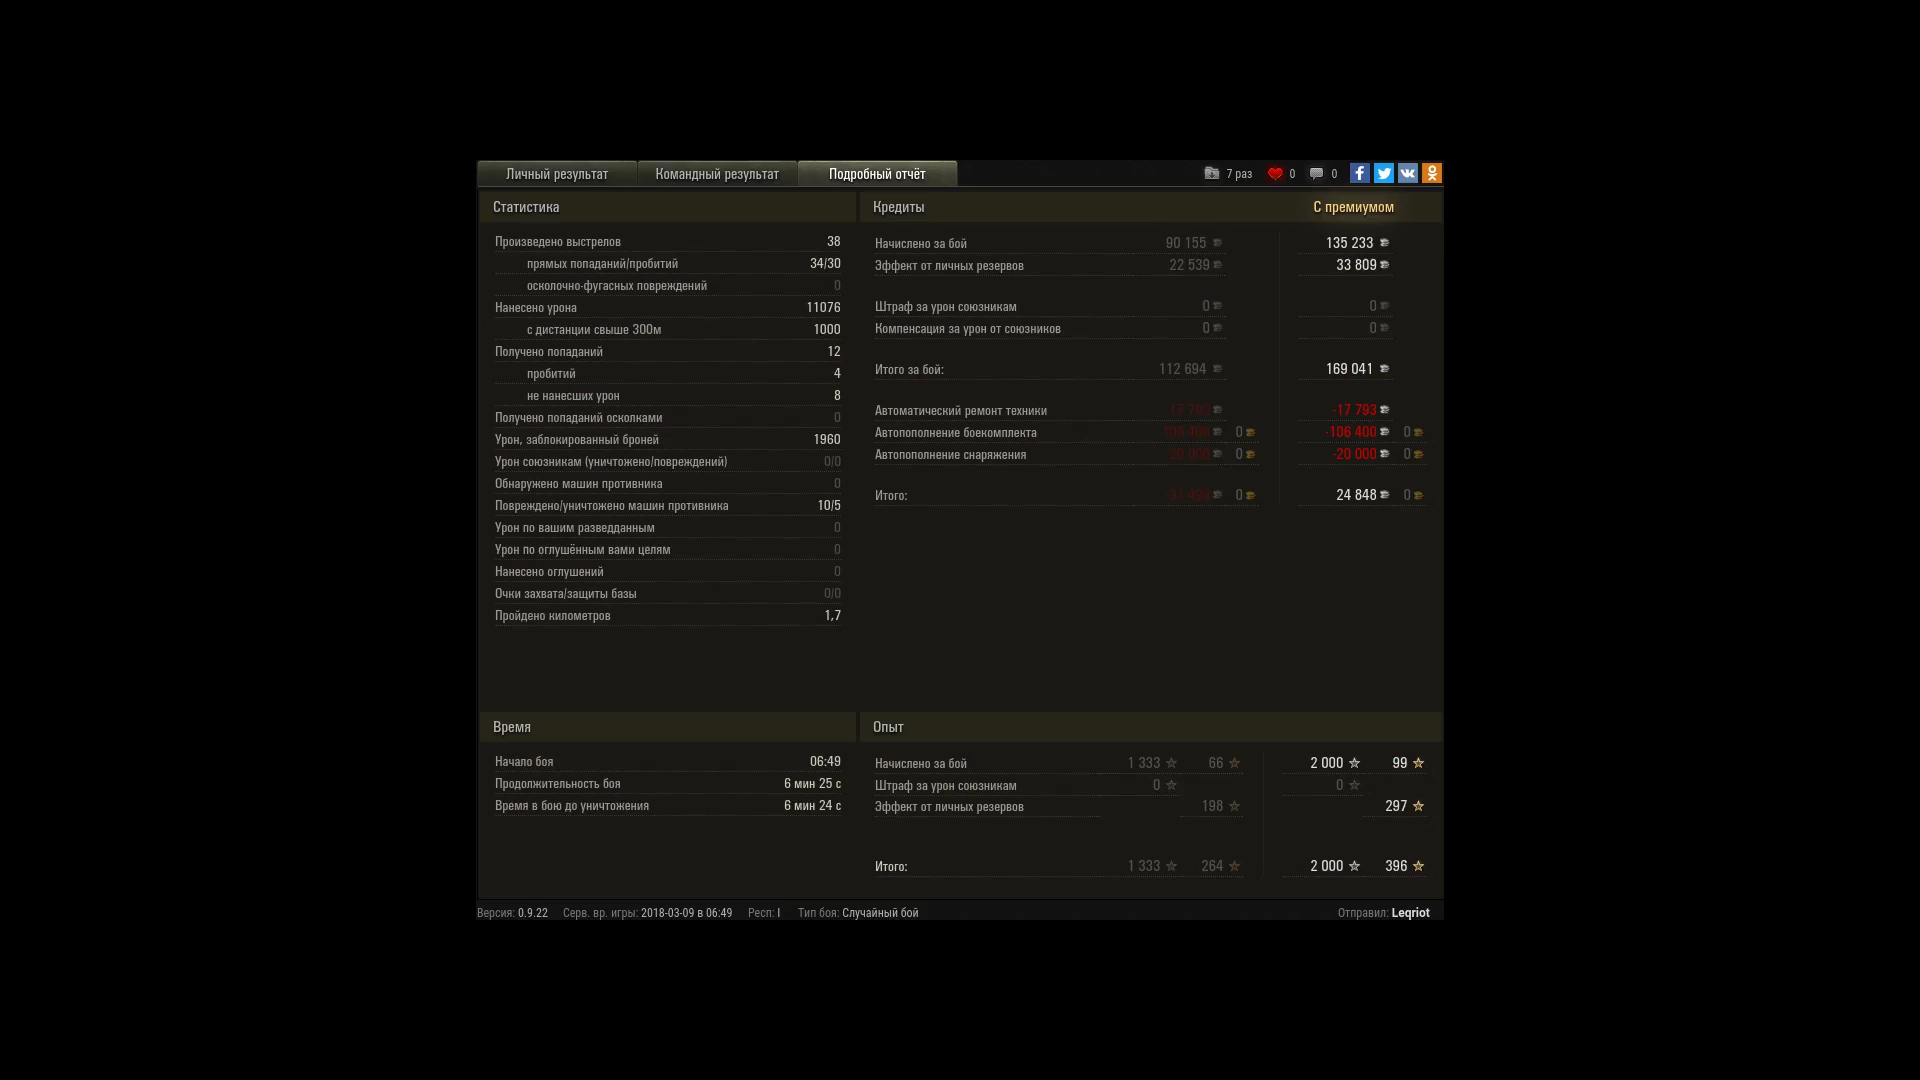 Личный результат Командный результат Подробный отчёт 7 раз 0 0
Статистика
Произведено выстрелов 38
прямых попаданий/пробитий 34/30
осколочно-фугасных повреждений 0
Нанесено урона 11076
с дистанции свыше 300м 1000
Получено попаданий 12
пробитий 4
не нанесших урон 8
Получено попаданий осколками 0
Урон, заблокированный броней 1960
Урон союзникам (уничтожено/повреждений) 0/0
Обнаружено машин противника 0
Повреждено/уничтожено машин противника 10/5
Урон по вашим разведданным 0
Урон по оглушённым вами целям 0
Нанесено оглушений 0
Очки захвата/защиты базы 0/0
Пройдено километров 1,7
Кредиты С премиумом
Начислено за бой 90 155 135 233
Эффект от личных резервов 22 539 33 809
Штраф за урон союзникам 0 0
Компенсация за урон от союзников 0 0
Итого за бой: 112 694 169 041
Автоматический ремонт техники -17 793 -17 793
Автопополнение боекомплекта -106 400 0 -106 400 0
Автопополнение снаряжения -20 000 0 -20 000 0
Итого: -31 499 0 24 848 0
Время
Начало боя 06:49
Продолжительность боя 6 мин 25 с
Время в бою до уничтожения 6 мин 24 с
Опыт
Начислено за бой 1 333 66 2 000 99
Штраф за урон союзникам 0 0
Эффект от личных резервов 198 297
Итого: 1 333 264 2 000 396
Версия: 0.9.22 Серв. вр. игры: 2018-03-09 в 06:49 Респ: I Тип боя: Случайный бой Отправил: Leqriot